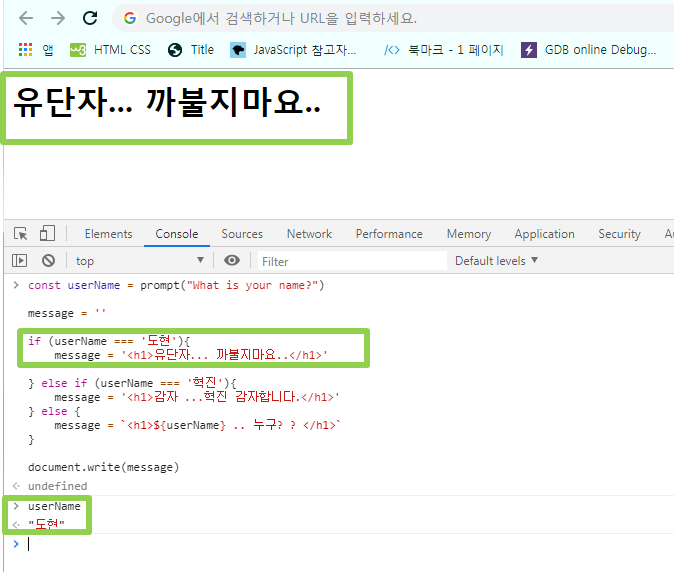 Google에서 검색하거나 URL을 입력하세요.
앱 HTML CSS Title JavaScript 참고자... 북마크 - 1 페이지 GDB online Debug...
유단자... 까불지마요..
Elements Console Sources Network Performance Memory Application Security
top Filter Default levels
const userName = prompt("What is your name?")
message = ''
if (userName === '도현'){
message = '<h1>유단자... 까불지마요..</h1>'
} else if (userName === '혁진'){
message = '<h1>감자 ...혁진 감자합니다.</h1>'
} else {
message = `<h1>${userName} .. 누구? ? </h1>`
}
document.write(message)
undefined
userName
"도현"